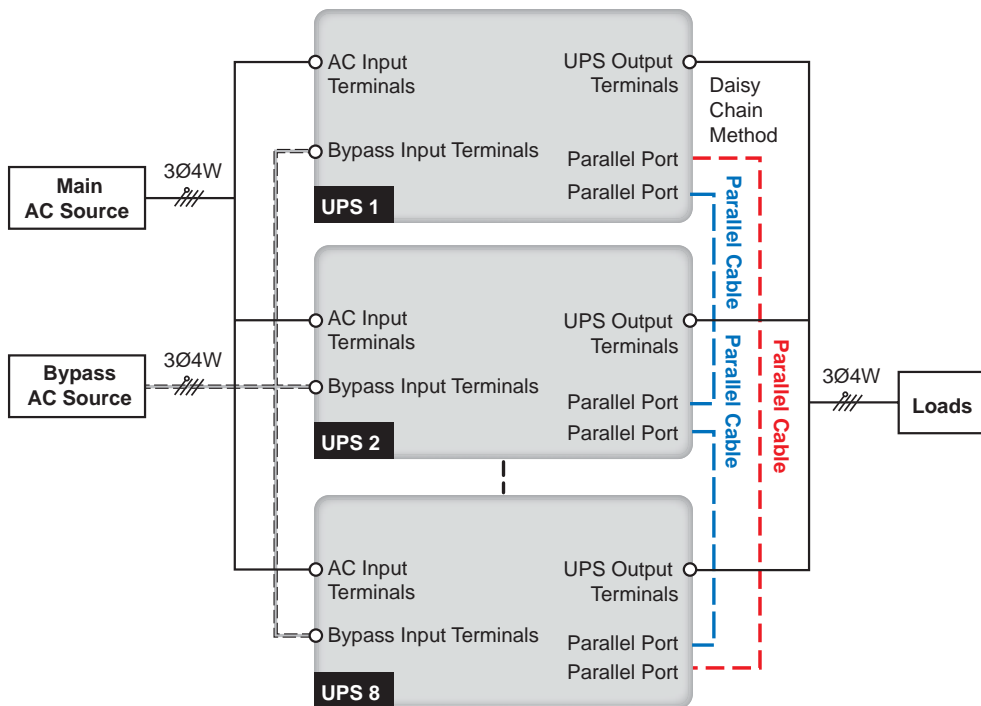 AC Input
Terminals
UPS Output
Terminals
Daisy
Chain
Method
Bypass Input Terminals
Parallel Port
Parallel Port
UPS 1
3Ø4W
Main
AC Source
Parallel Cable
AC Input
Terminals
UPS Output
Terminals
3Ø4W
Bypass
AC Source
Bypass Input Terminals
Parallel Port
Parallel Port
UPS 2
Parallel Cable
Parallel Cable
3Ø4W
Loads
AC Input
Terminals
UPS Output
Terminals
Bypass Input Terminals
Parallel Port
Parallel Port
UPS 8